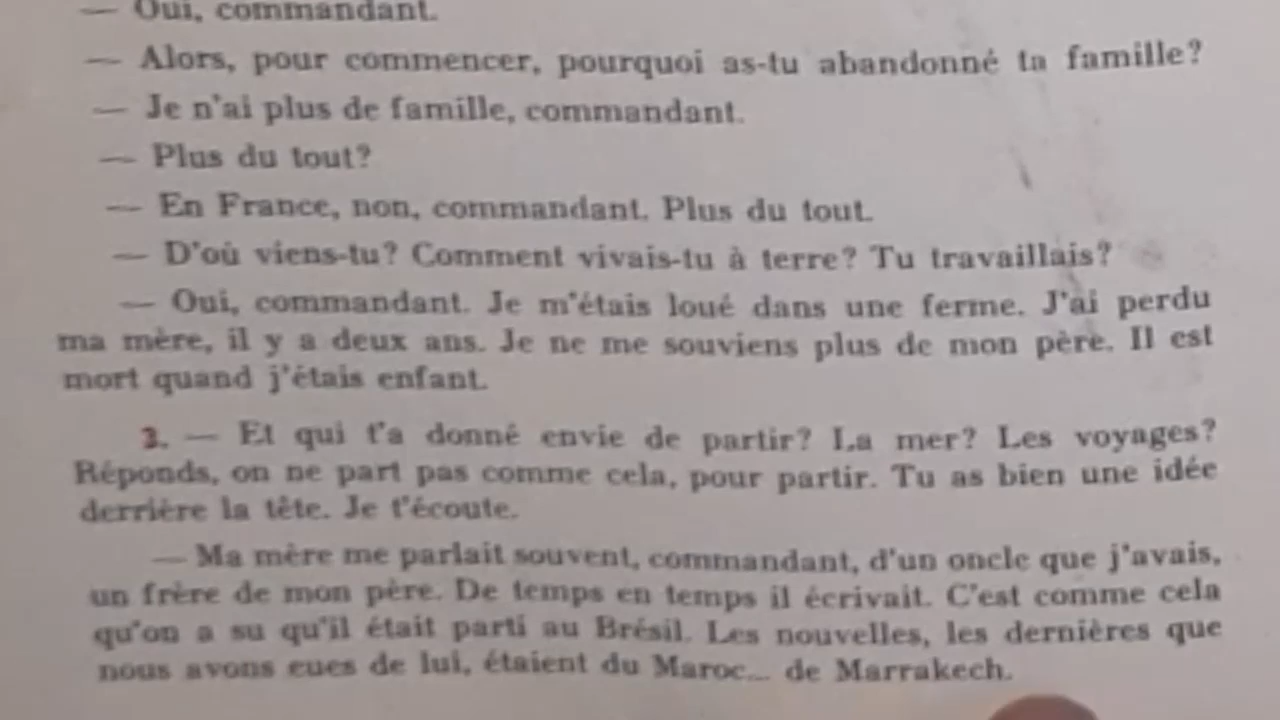 — Oui, commandant.
— Alors, pour commencer, pourquoi as-tu abandonné ta famille?
— Je n'ai plus de famille, commandant.
— Plus du tout?
— En France, non, commandant. Plus du tout.
— D'où viens-tu? Comment vivais-tu à terre? Tu travaillais?
— Oui, commandant. Je m'étais loué dans une ferme. J'ai perdu
ma mère, il y a deux ans. Je ne me souviens plus de mon père. Il est
mort quand j'étais enfant.
3. — Et qui t'a donné envie de partir? La mer? Les voyages?
Réponds, on ne part pas comme cela, pour partir. Tu as bien une idée
derrière la tête. Je t'écoute.
— Ma mère me parlait souvent, commandant, d'un oncle que j'avais,
un frère de mon père. De temps en temps il écrivait. C'est comme cela
qu'on a su qu'il était parti au Brésil. Les nouvelles, les dernières que
nous avons eues de lui, étaient du Maroc... de Marrakech.